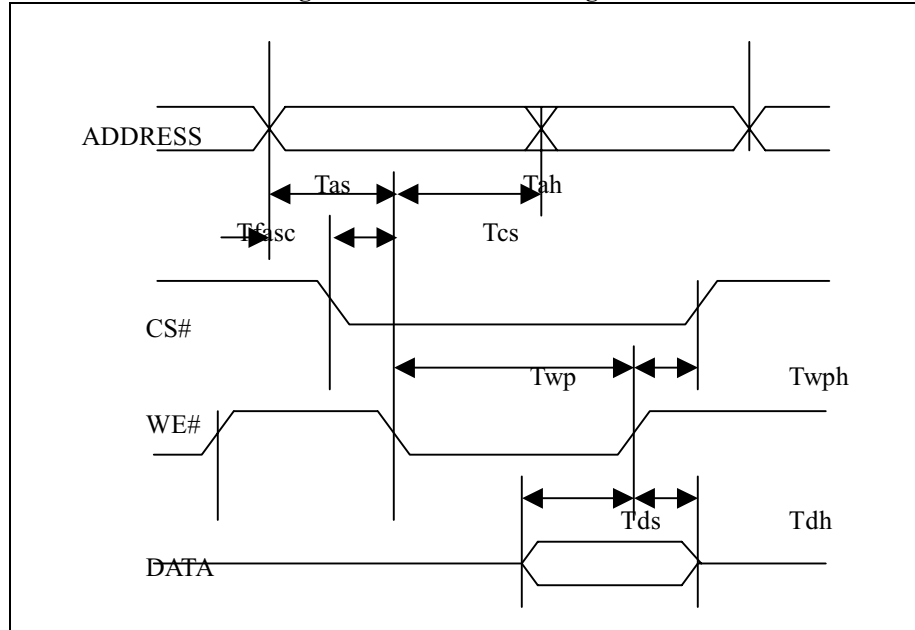 ADDRESS
Tas Tah
Tfasc Tcs
CS#
Twp Twph
WE#
Tds Tdh
DATA